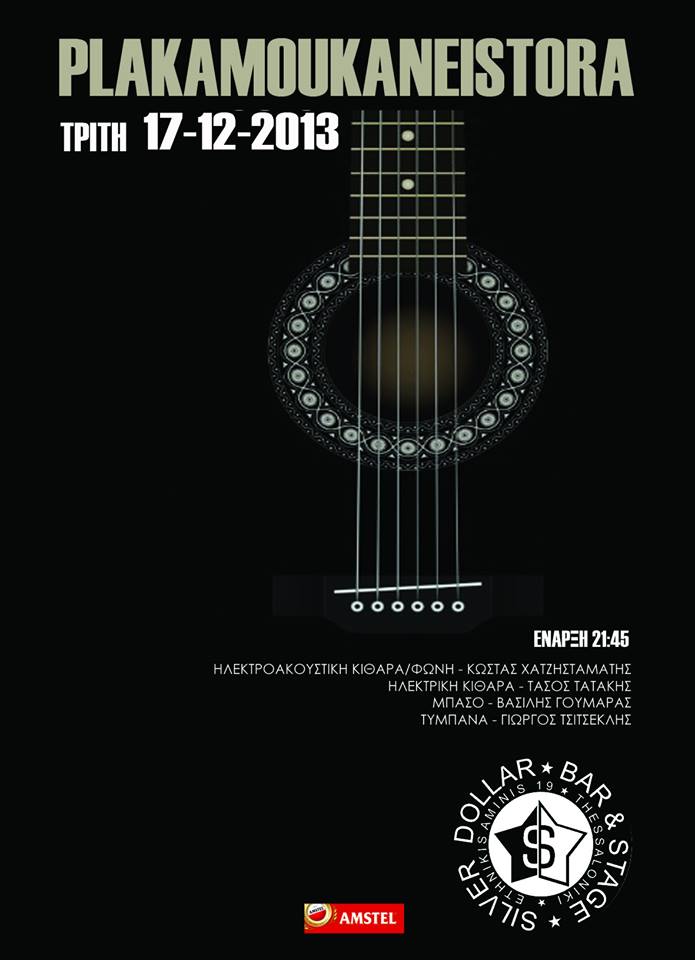 PLAKAMOUKANEISTORA
ΤΡΙΤΗ 17-12-2013
ΕΝΑΡΞΗ 21:45
ΗΛΕΚΤΡΟΑΚΟΥΣΤΙΚΗ ΚΙΘΑΡΑ/ΦΩΝΗ - ΚΩΣΤΑΣ ΧΑΤΖΗΣΤΑΜΑΤΗΣ
ΗΛΕΚΤΡΙΚΗ ΚΙΘΑΡΑ - ΤΑΣΟΣ ΤΑΤΑΚΗΣ
ΜΠΑΣΟ - ΒΑΣΙΛΗΣ ΓΟΥΜΑΡΑΣ
ΤΥΜΠΑΝΑ - ΓΙΩΡΓΟΣ ΤΣΙΤΣΕΚΛΗΣ
SILVER DOLLAR ★ BAR & STAGE ★
ETHNIKIS AMINIS 19 ★ THESSALONIKI ★
$
AMSTEL
AMSTEL